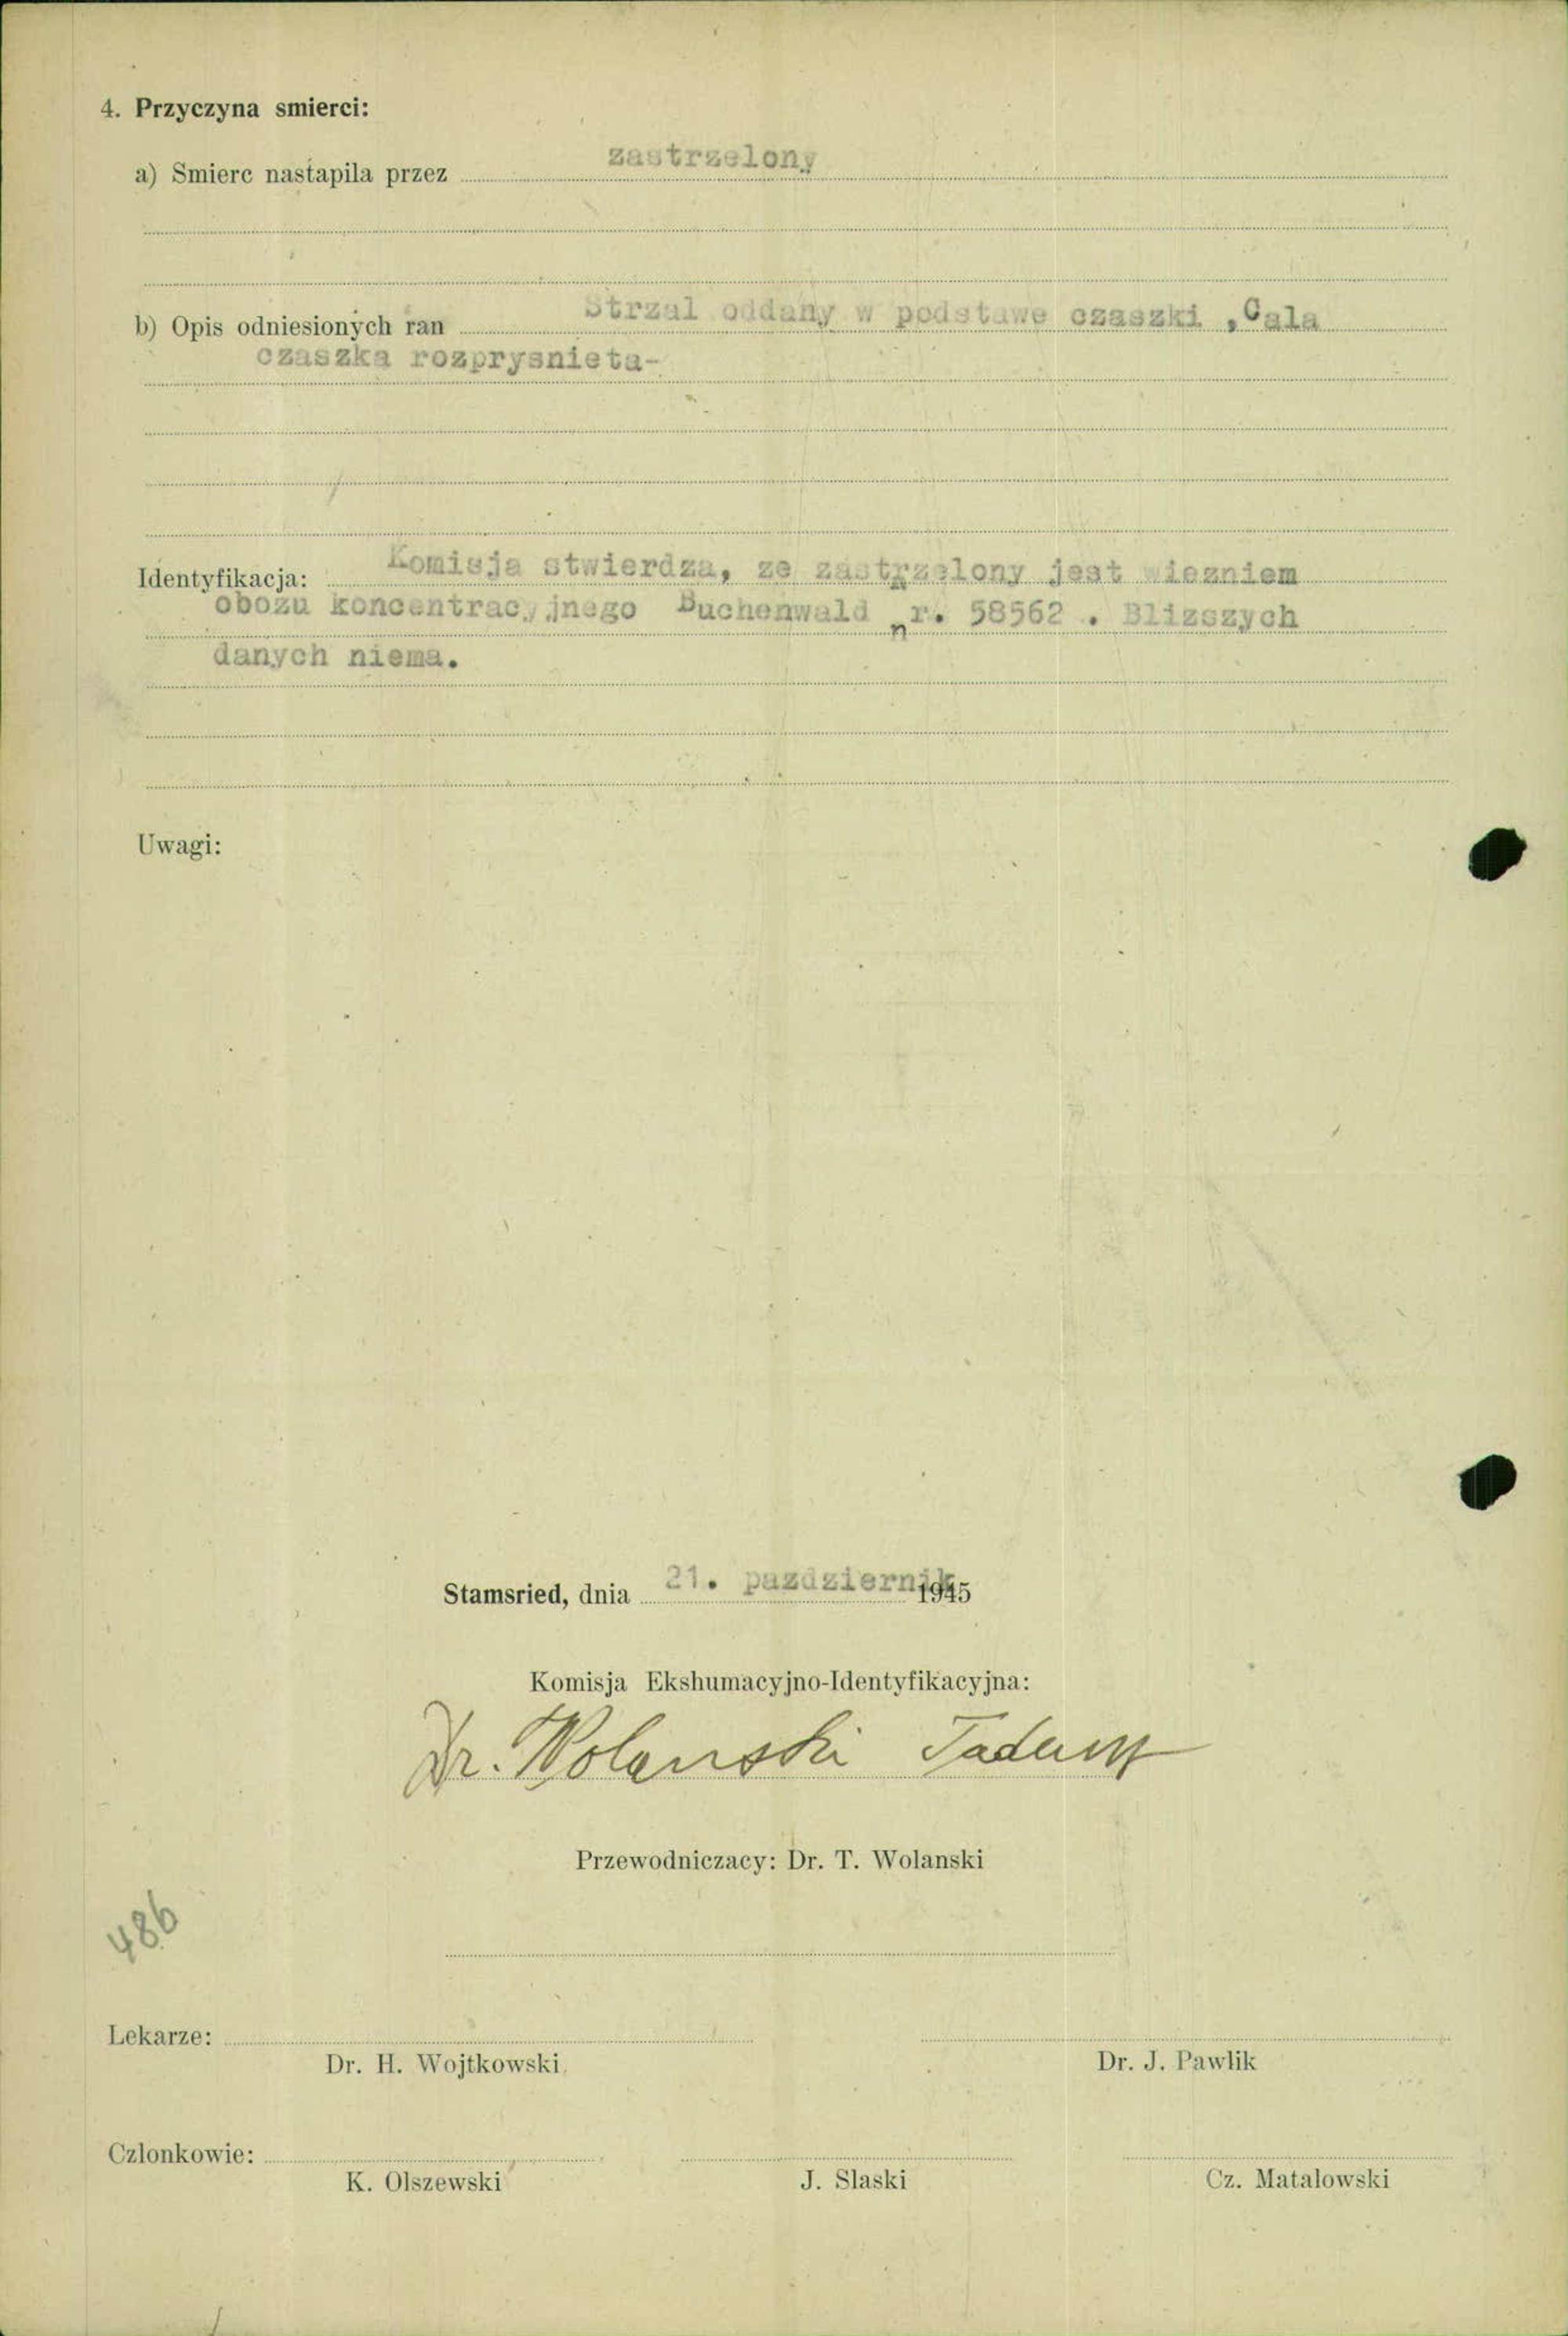 4. Przyczyna smierci:
a) Smierc nastapila przez zastrzelony
b) Opis odniesionych ran Strzal oddany w podstawe czaszki ,Cala
czaszka rozprysnieta-
Identyfikacja: Komisja stwierdza, ze zastrzelony jest wiezniem
obozu koncentracyjnego Buchenwald nr. 58562 . Blizszych
danych niema.
Uwagi:
Stamsried, dnia 21. pazdziernik 1945
Komisja Ekshumacyjno-Identyfikacyjna:
Dr. Wolanski Tadeusz
Przewodniczacy: Dr. T. Wolanski
486
Lekarze:
Dr. H. Wojtkowski Dr. J. Pawlik
Czlonkowie:
K. Olszewski J. Slaski Cz. Matalowski